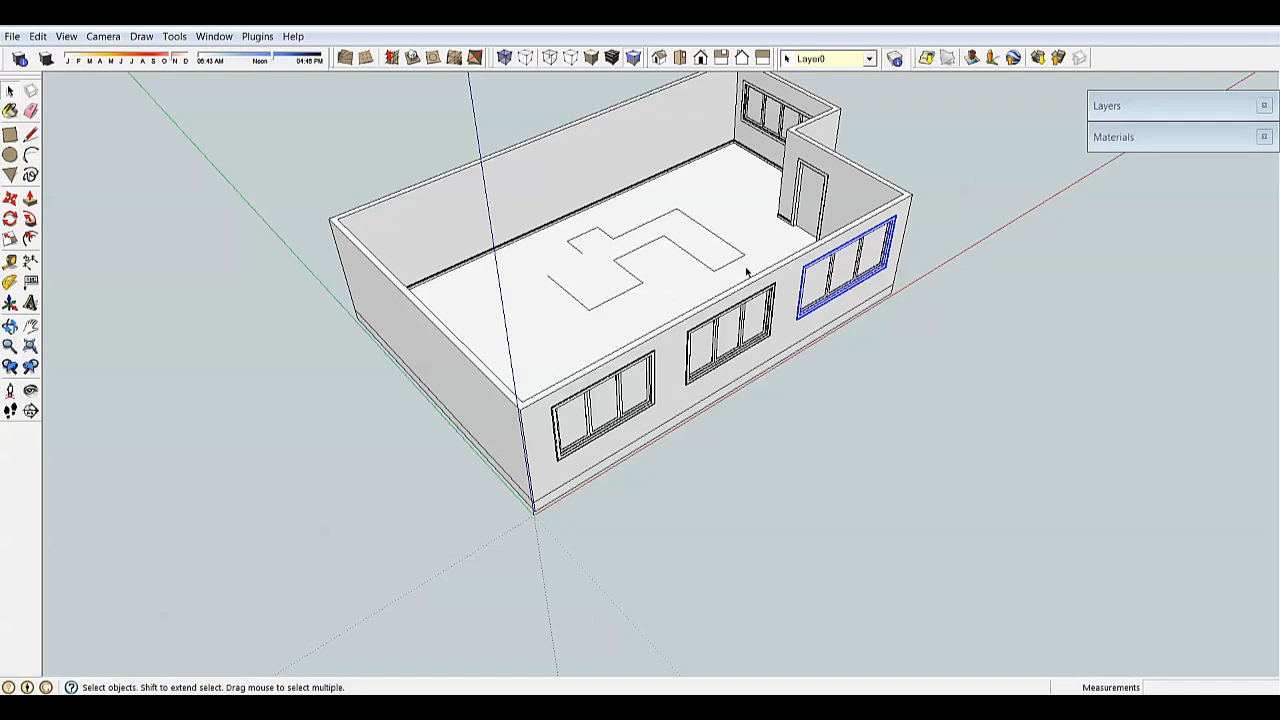 File Edit View Camera Draw Tools Window Plugins Help
J F M A M J J A S O N D 06:43 AM Noon 04:45 PM Layer0
Layers
Materials
Select objects. Shift to extend select. Drag mouse to select multiple. Measurements